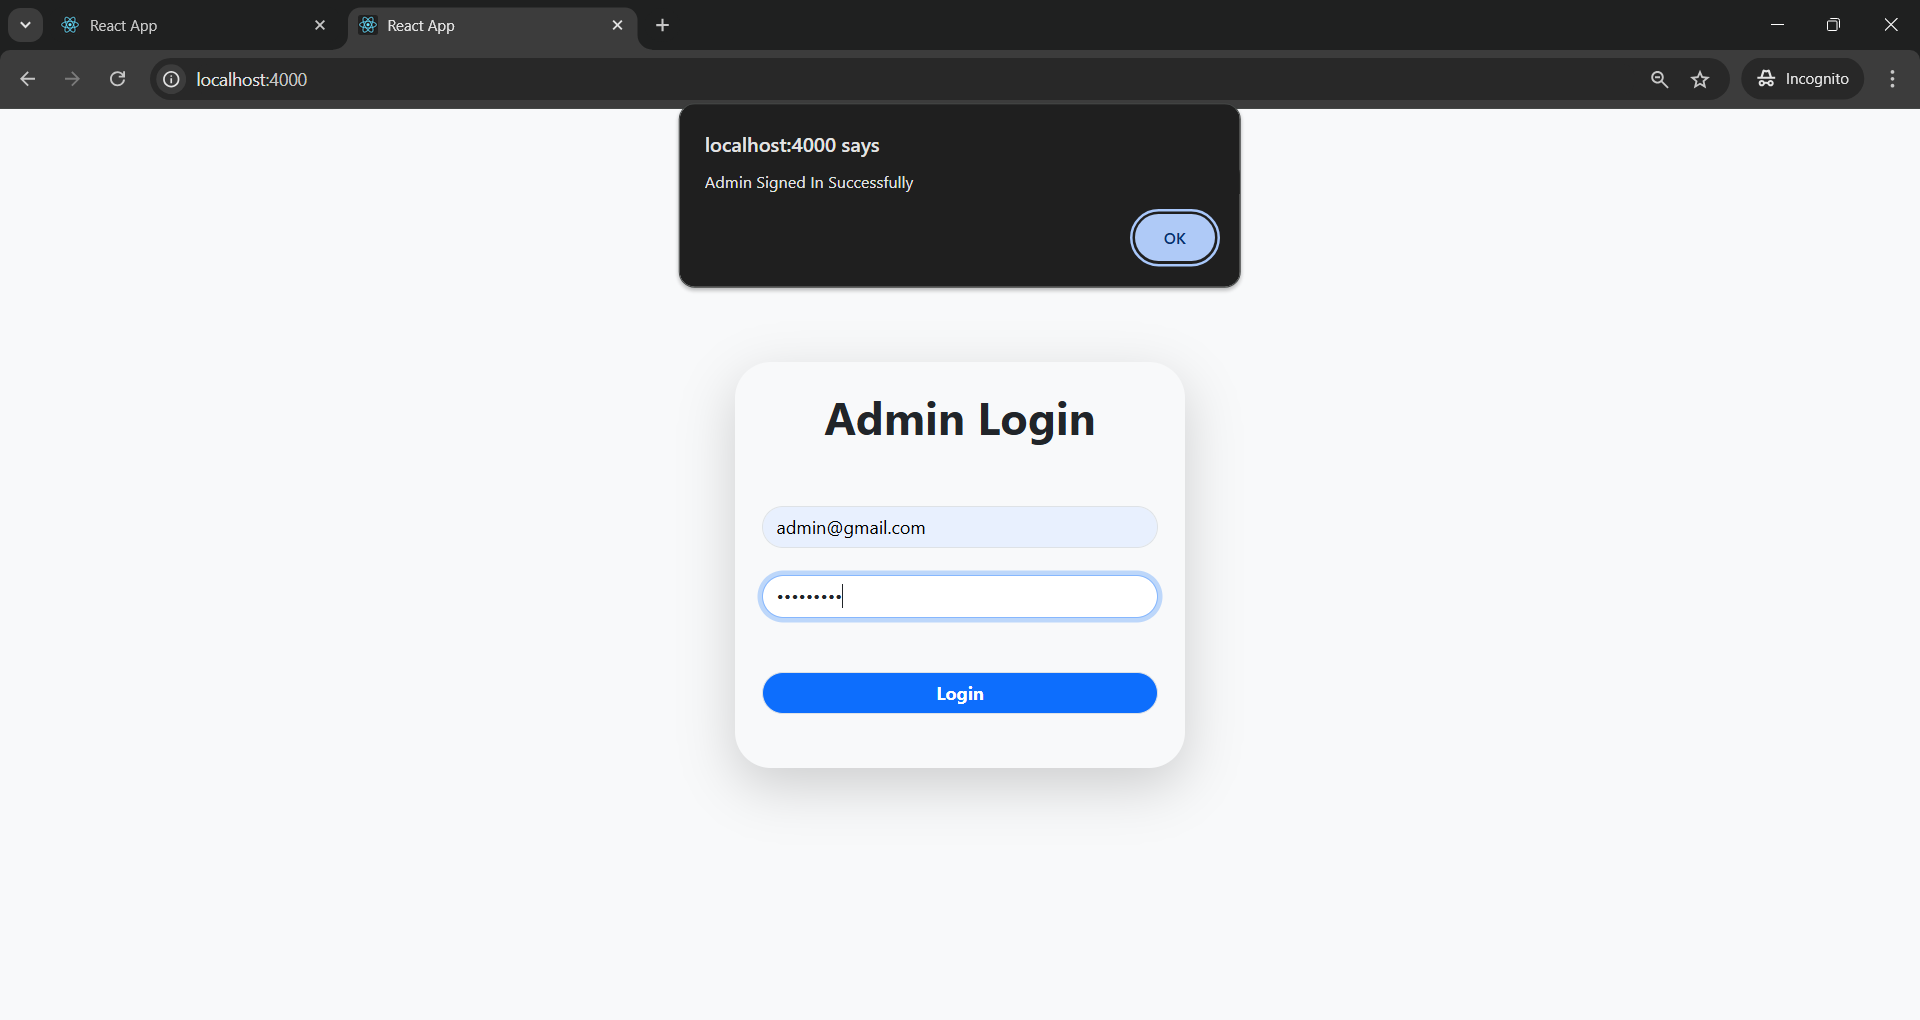 React App
React App
localhost:4000
Incognito
localhost:4000 says
Admin Signed In Successfully
OK
Admin Login
admin@gmail.com
•••••••••
Login